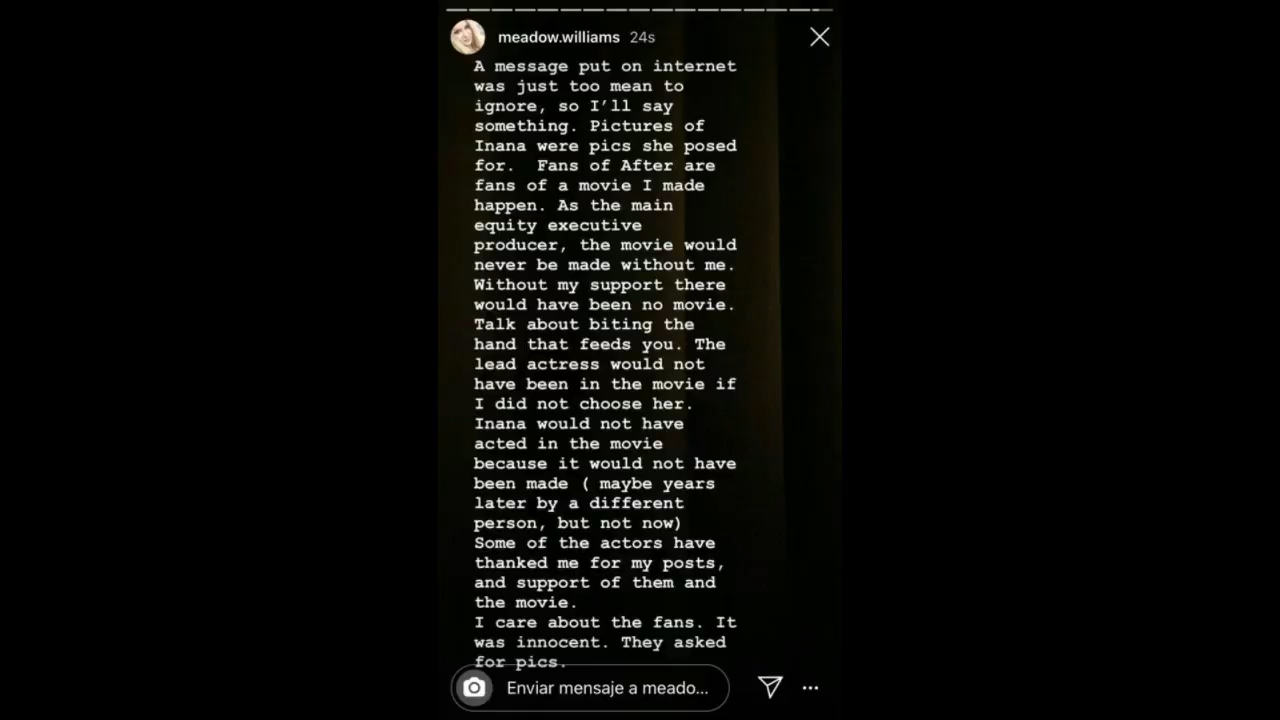 meadow.williams 24s
A message put on internet
was just too mean to
ignore, so I’ll say
something. Pictures of
Inana were pics she posed
for.  Fans of After are
fans of a movie I made
happen. As the main
equity executive
producer, the movie would
never be made without me.
Without my support there
would have been no movie.
Talk about biting the
hand that feeds you. The
lead actress would not
have been in the movie if
I did not choose her.
Inana would not have
acted in the movie
because it would not have
been made ( maybe years
later by a different
person, but not now)
Some of the actors have
thanked me for my posts,
and support of them and
the movie.
I care about the fans. It
was innocent. They asked
for pics.
Enviar mensaje a meado...